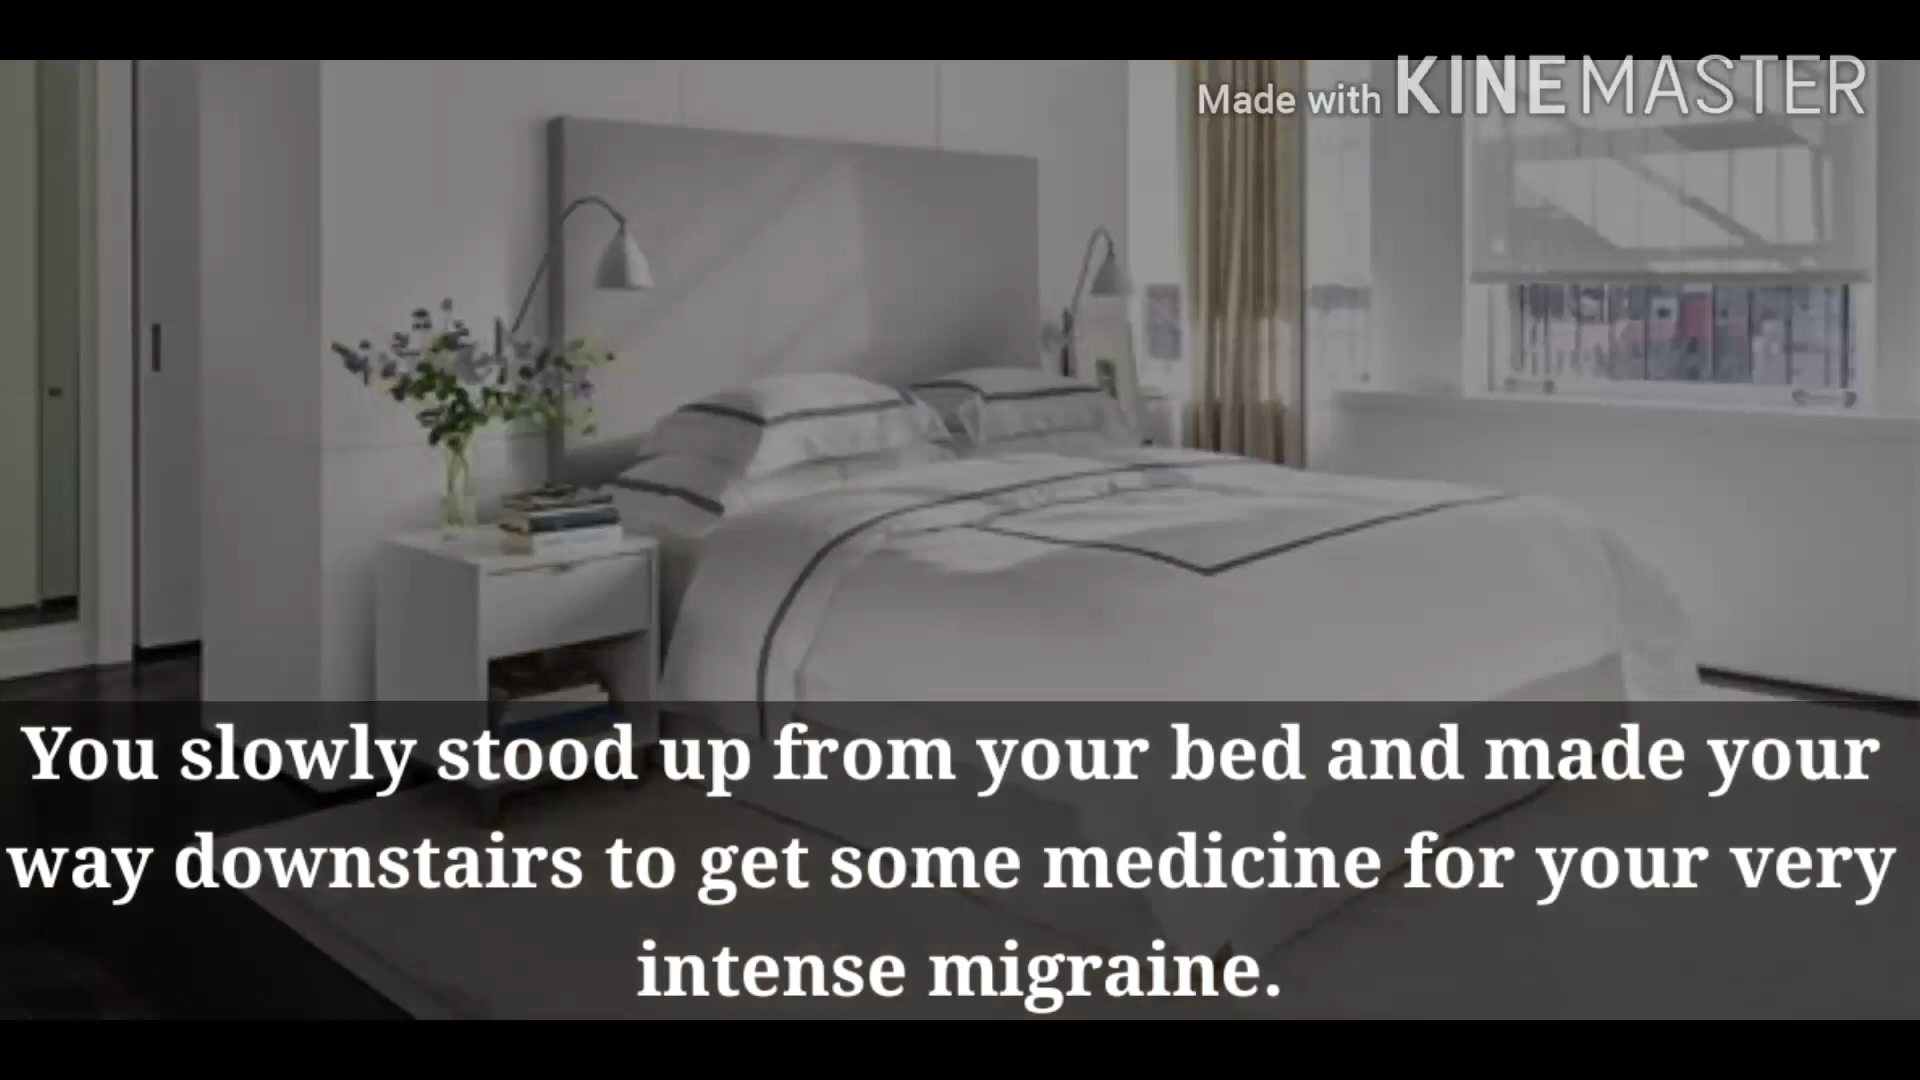 Made with KINEMASTER
You slowly stood up from your bed and made your
way downstairs to get some medicine for your very
intense migraine.